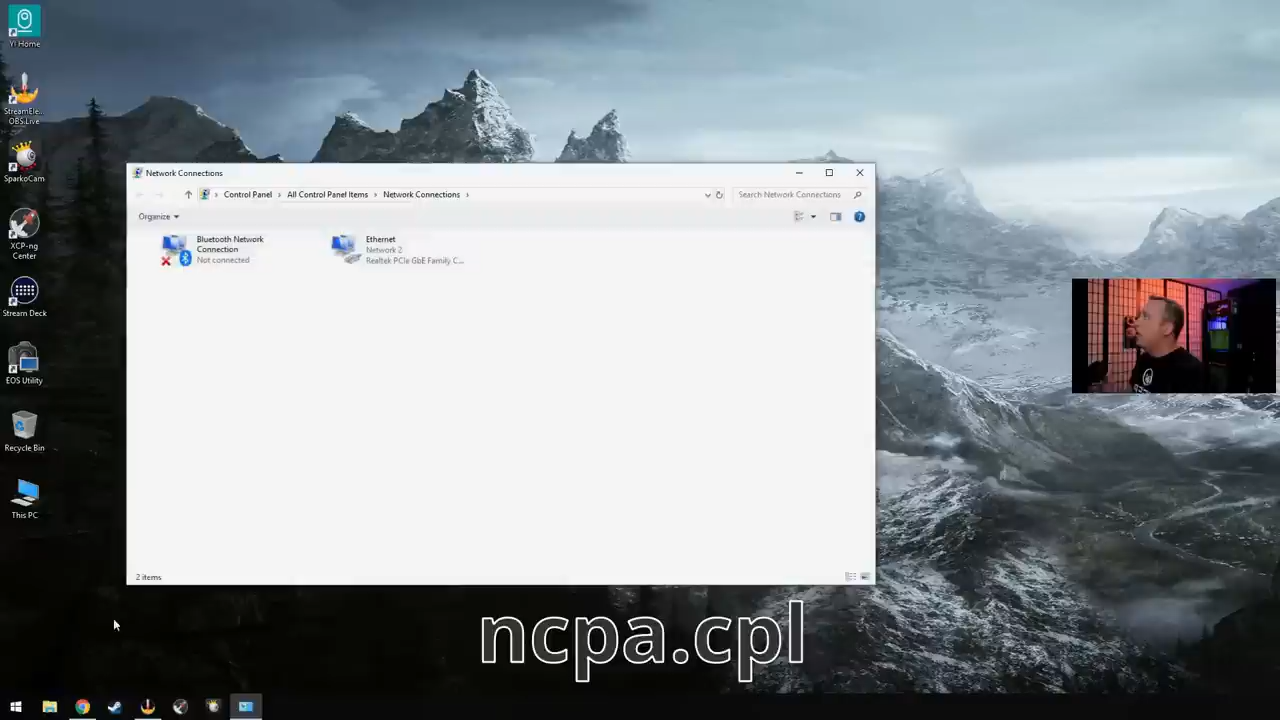 YI Home
StreamEle...
OBS.Live
SparkoCam
XCP-ng
Center
Stream Deck
EOS Utility
Recycle Bin
This PC
Network Connections
Control Panel > All Control Panel Items > Network Connections >
Search Network Connections
Organize
?
Bluetooth Network
Connection
Not connected
Ethernet
Network 2
Realtek PCIe GbE Family C...
2 items
ncpa.cpl